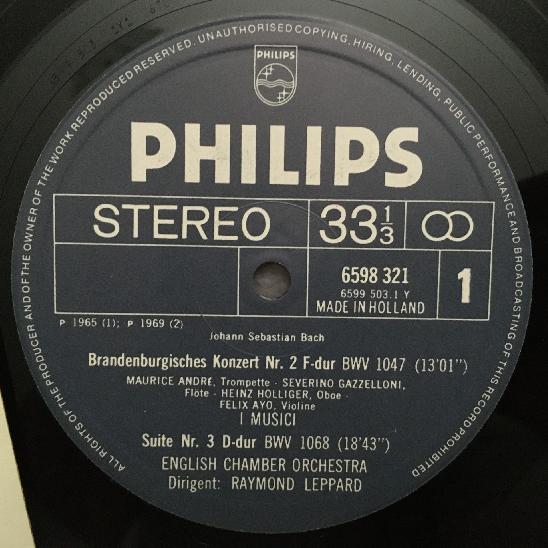 ALL RIGHTS OF THE PRODUCER AND OF THE OWNER OF THE WORK REPRODUCED RESERVED. UNAUTHORISED COPYING, HIRING, LENDING, PUBLIC PERFORMANCE AND BROADCASTING OF THIS RECORD PROHIBITED
PHILIPS
PHILIPS
STEREO 33 1/3
6598 321 1
6599 503.1 Y
MADE IN HOLLAND
P 1965 (1); P 1969 (2)
Johann Sebastian Bach
Brandenburgisches Konzert Nr. 2 F-dur BWV 1047 (13'01")
MAURICE ANDRE, Trompette - SEVERINO GAZZELLONI,
Flöte - HEINZ HOLLIGER, Oboe -
FELIX AYO, Violine
I MUSICI
Suite Nr. 3 D-dur BWV 1068 (18'43")
ENGLISH CHAMBER ORCHESTRA
Dirigent: RAYMOND LEPPARD